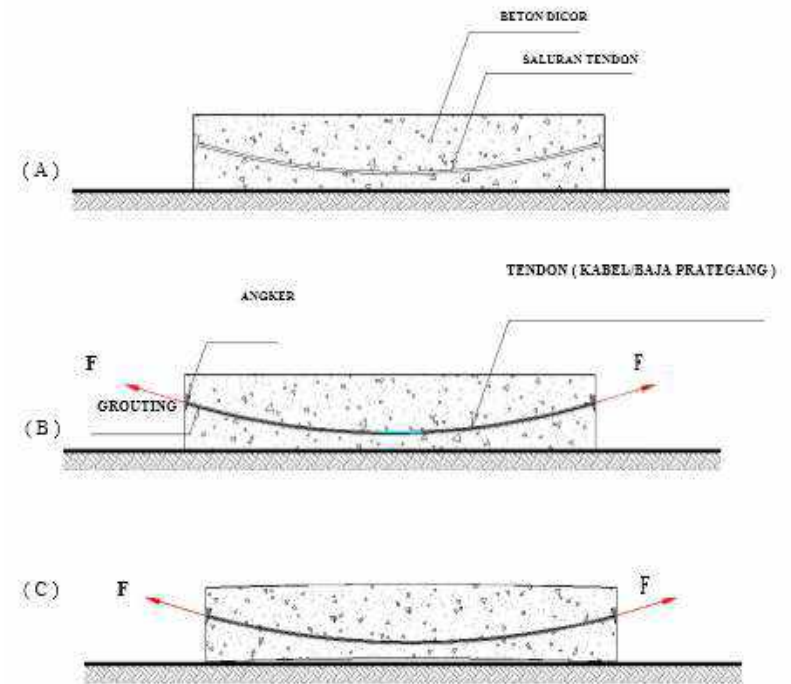 BETON DICOR
SALURAN TENDON
( A )
TENDON ( KABEL/BAJA PRATEGANG )
ANGKER
F
F
GROUTING
( B )
( C )
F
F